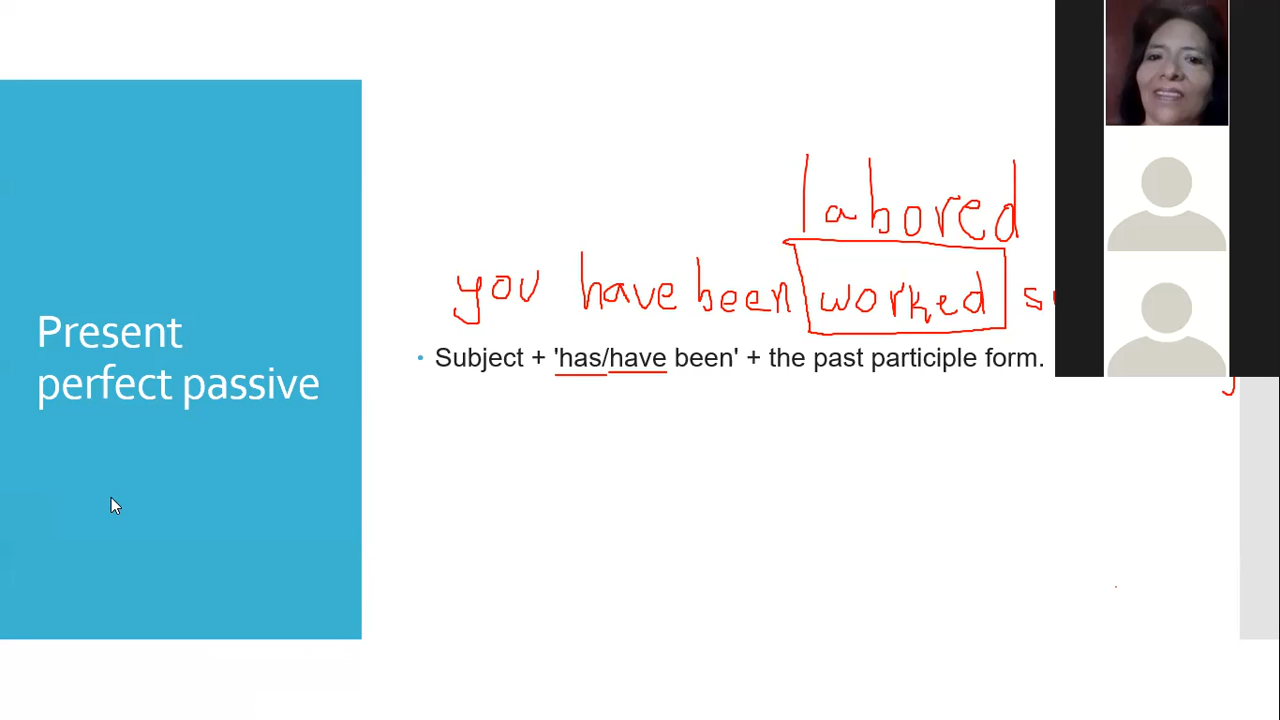 labored
you have been worked
Present
perfect passive
• Subject + 'has/have been' + the past participle form.